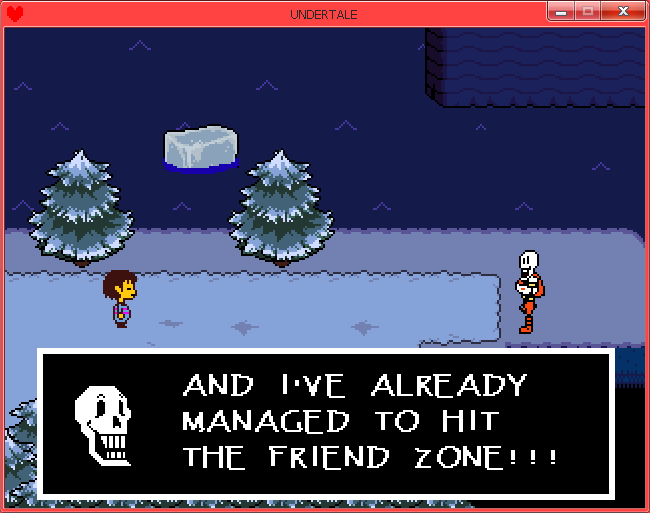 UNDERTALE
AND I'VE ALREADY
MANAGED TO HIT
THE FRIEND ZONE!!!